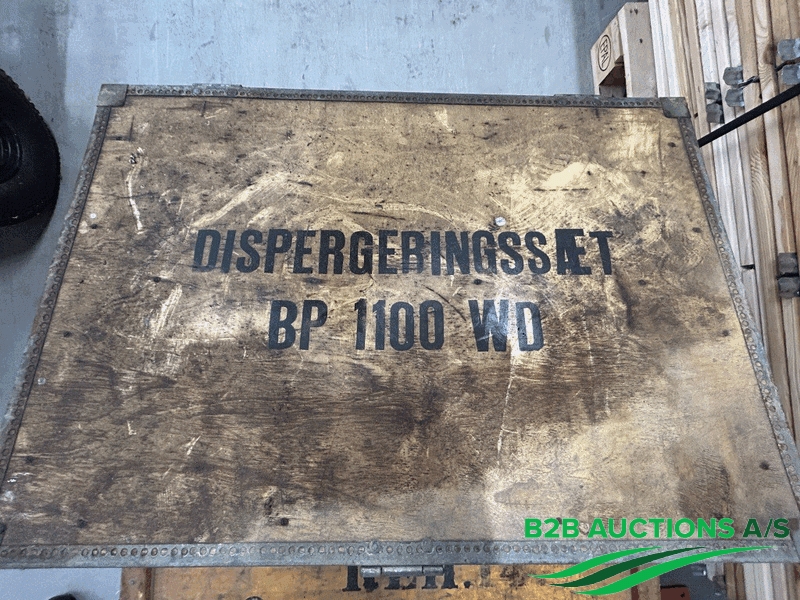 DISPERGERINGSSÆT
BP 1100 WD
B2B AUCTIONS A/S